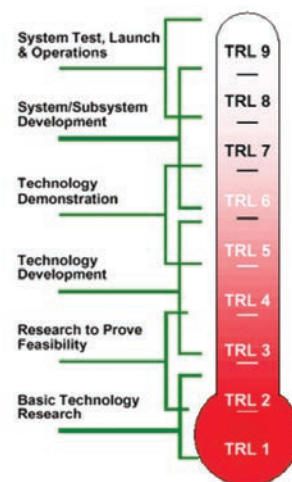 System Test, Launch
& Operations
System/Subsystem
Development
Technology
Demonstration
Technology
Development
Research to Prove
Feasibility
Basic Technology
Research
TRL 9
TRL 8
TRL 7
TRL 6
TRL 5
TRL 4
TRL 3
TRL 2
TRL 1